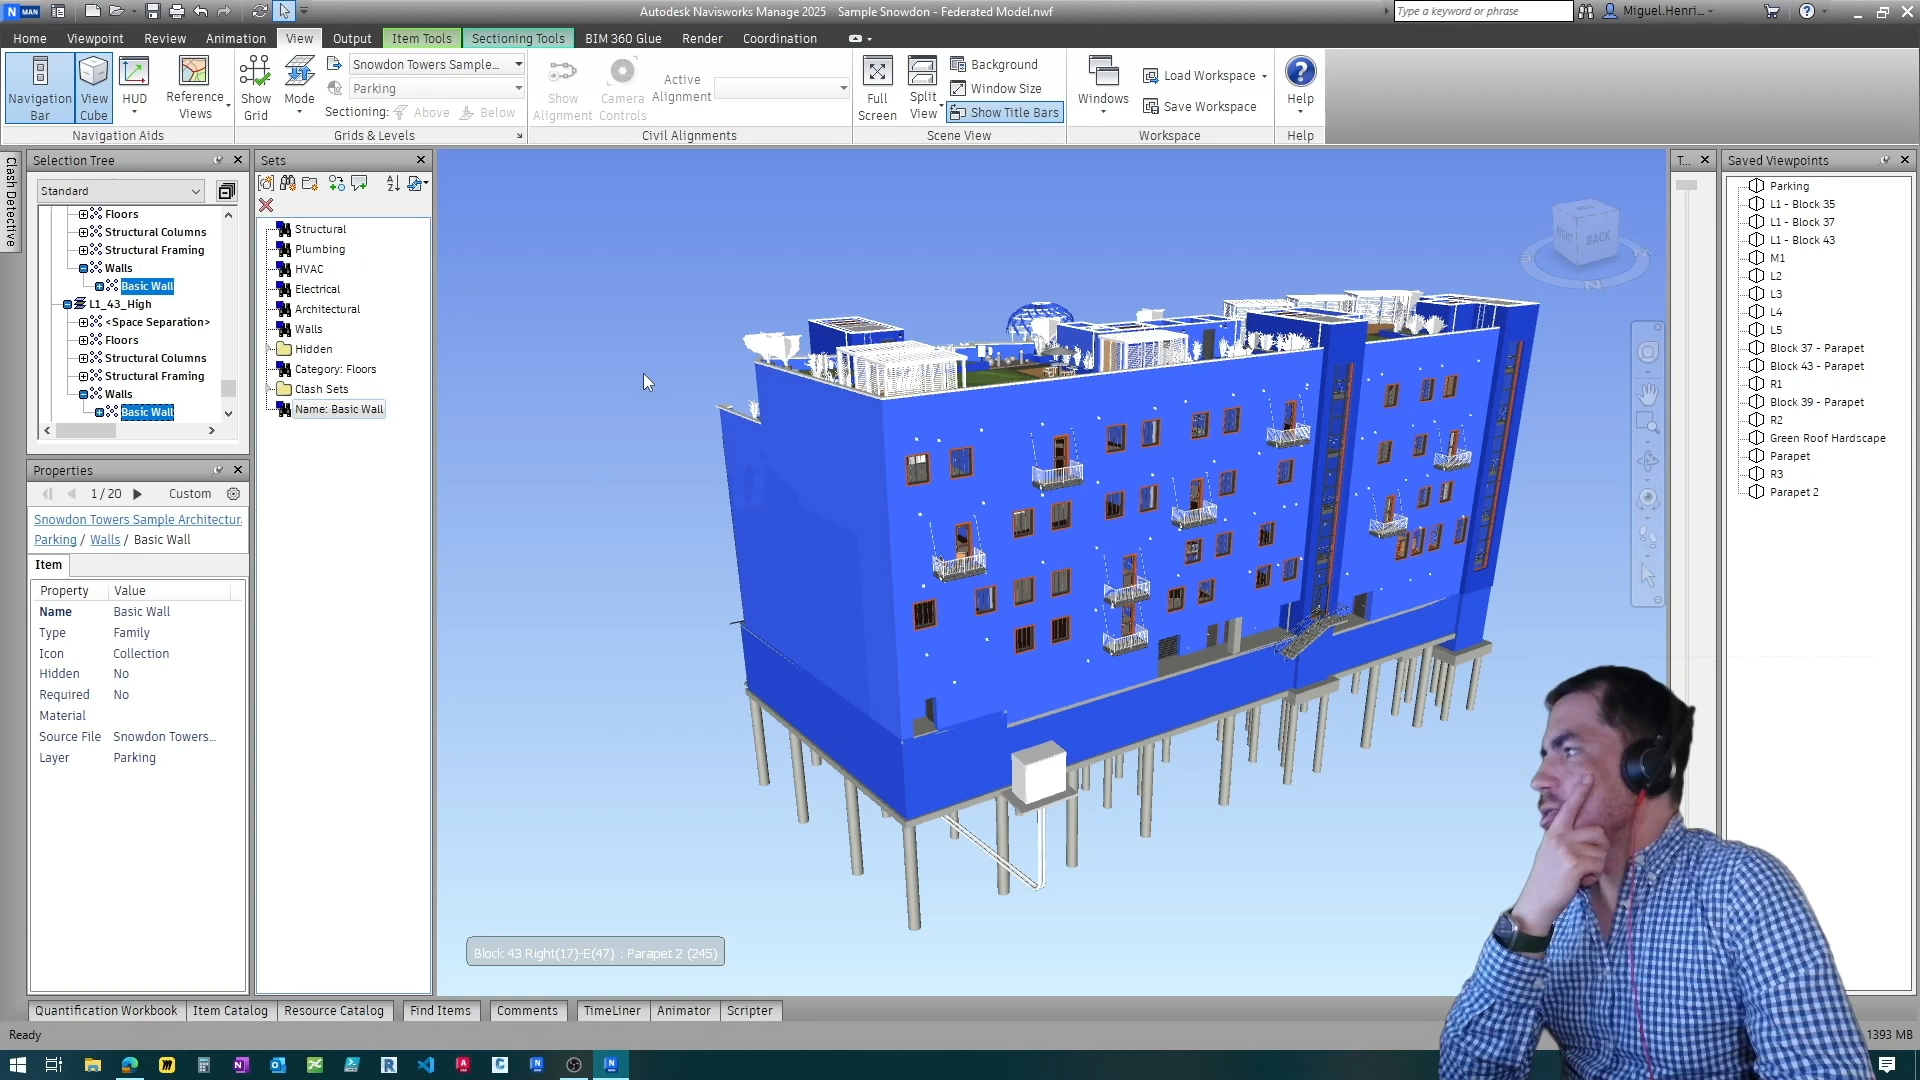 N MAN
Autodesk Navisworks Manage 2025 Sample Snowdon - Federated Model.nwf
Type a keyword or phrase
Miguel.Henri...
Home Viewpoint Review Animation View Output Item Tools Sectioning Tools BIM 360 Glue Render Coordination
Navigation Bar
View Cube
HUD
Reference Views
Navigation Aids
Show Grid
Mode
Snowdon Towers Sample...
Parking
Sectioning: Above Below
Grids & Levels
Show Alignment
Camera Controls
Active Alignment
Civil Alignments
Full Screen
Split View
Background
Window Size
Show Title Bars
Scene View
Windows
Load Workspace
Save Workspace
Workspace
Help
Help
Clash Detective
Selection Tree
Standard
Floors
Structural Columns
Structural Framing
Walls
Basic Wall
L1_43_High
<Space Separation>
Floors
Structural Columns
Structural Framing
Walls
Basic Wall
Properties
1 / 20 Custom
Snowdon Towers Sample Architectur
Parking / Walls / Basic Wall
Item
Property Value
Name Basic Wall
Type Family
Icon Collection
Hidden No
Required No
Material
Source File Snowdon Towers...
Layer Parking
Sets
Structural
Plumbing
HVAC
Electrical
Architectural
Walls
Hidden
Category: Floors
Clash Sets
Name: Basic Wall
RIGHT BACK
N
Block 43 Right(17)-E(47) : Parapet 2 (245)
T...
Saved Viewpoints
Parking
L1 - Block 35
L1 - Block 37
L1 - Block 43
M1
L2
L3
L4
L5
Block 37 - Parapet
Block 43 - Parapet
R1
Block 39 - Parapet
R2
Green Roof Hardscape
Parapet
R3
Parapet 2
Quantification Workbook Item Catalog Resource Catalog Find Items Comments TimeLiner Animator Scripter
Ready
1393 MB